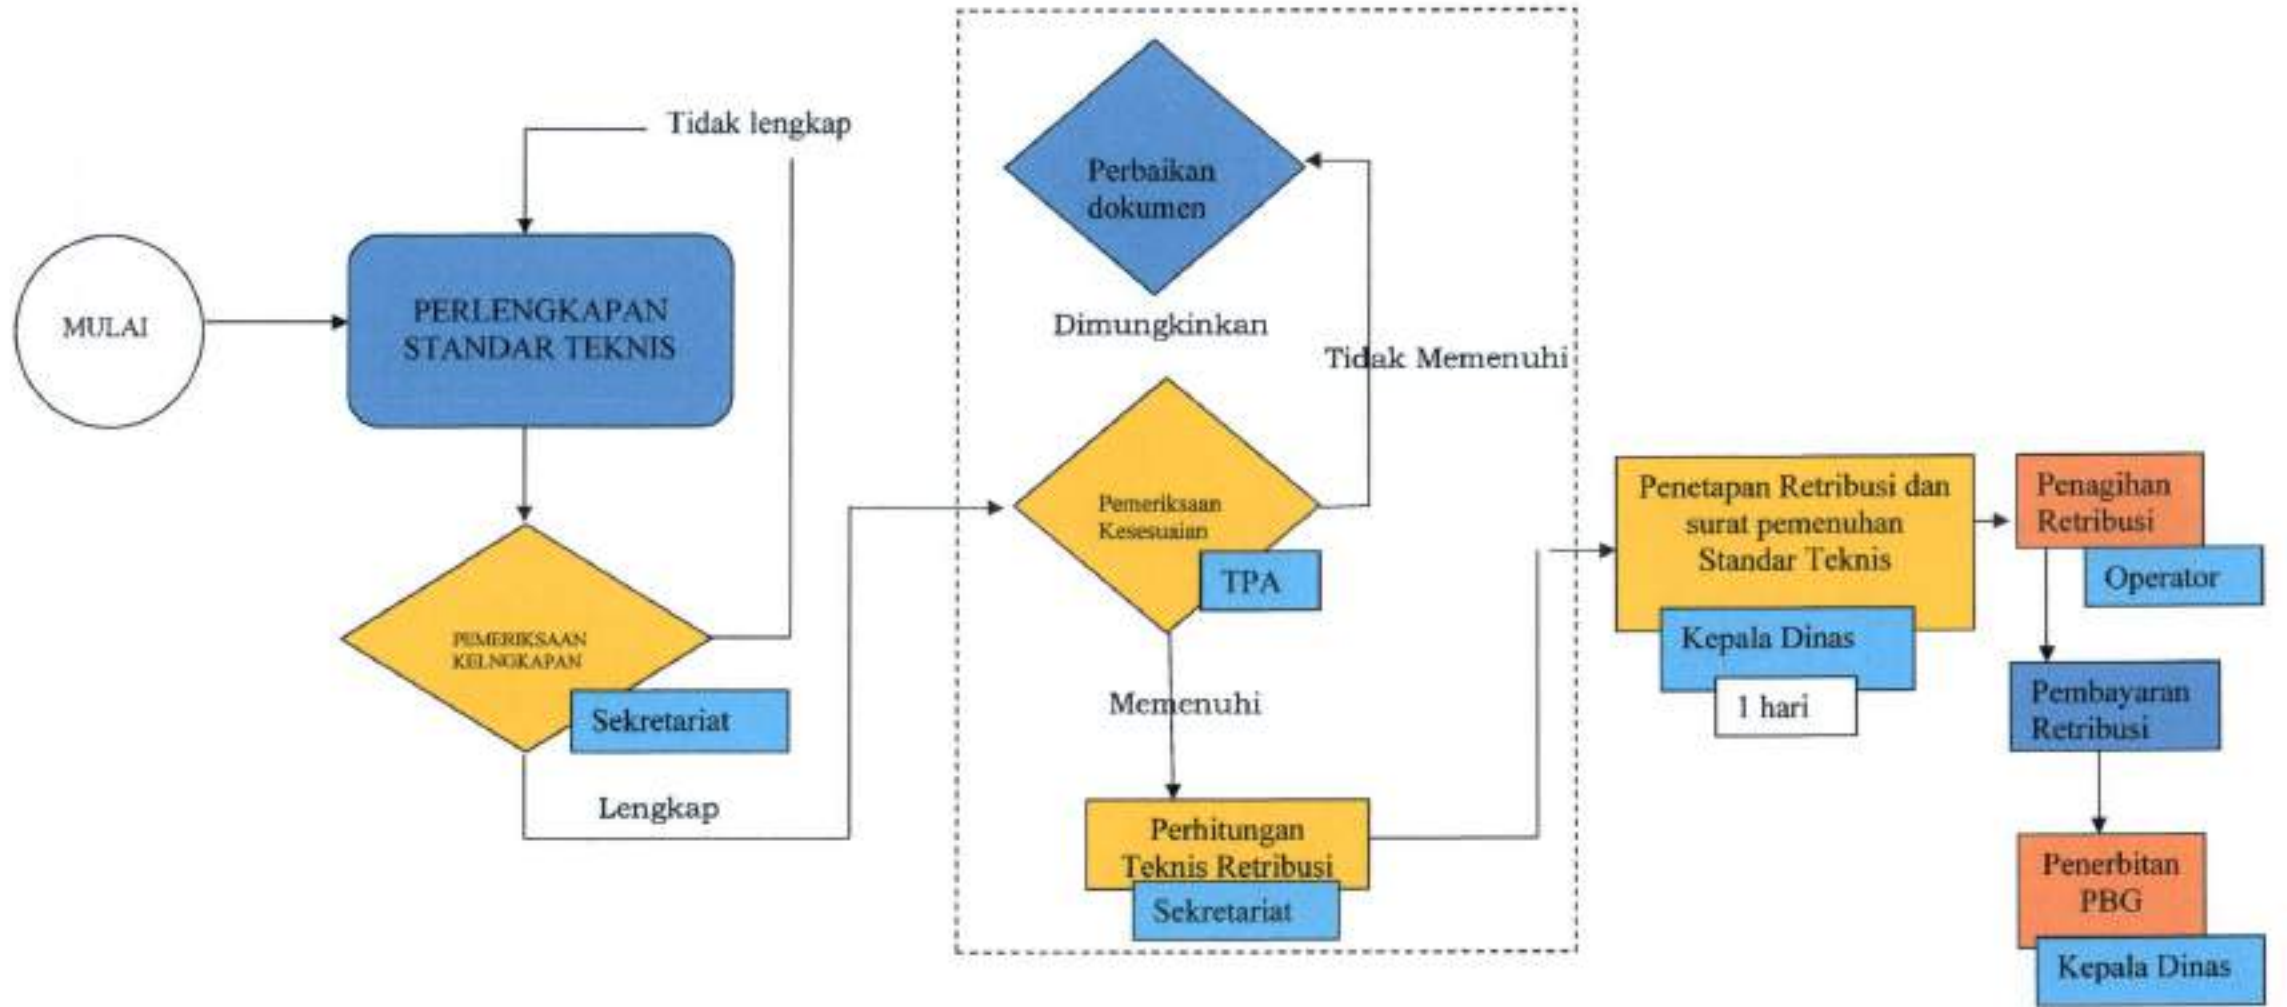 Tidak lengkap
MULAI
PERLENGKAPAN
STANDAR TEKNIS
PEMERIKSAAN
KELNGKAPAN
Sekretariat
Lengkap
Perbaikan
dokumen
Dimungkinkan
Tidak Memenuhi
Pemeriksaan
Kesesuaian
TPA
Memenuhi
Perhitungan
Teknis Retribusi
Sekretariat
Penetapan Retribusi dan
surat pemenuhan
Standar Teknis
Kepala Dinas
1 hari
Penagihan
Retribusi
Operator
Pembayaran
Retribusi
Penerbitan
PBG
Kepala Dinas